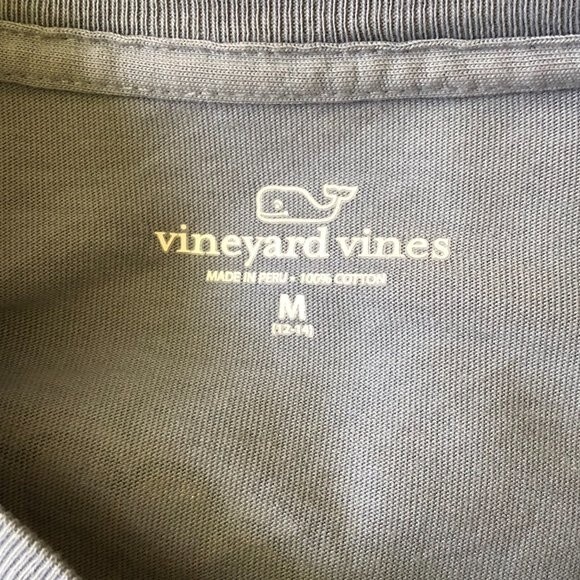 vineyard vines
MADE IN PERU • 100% COTTON
M
(12-14)